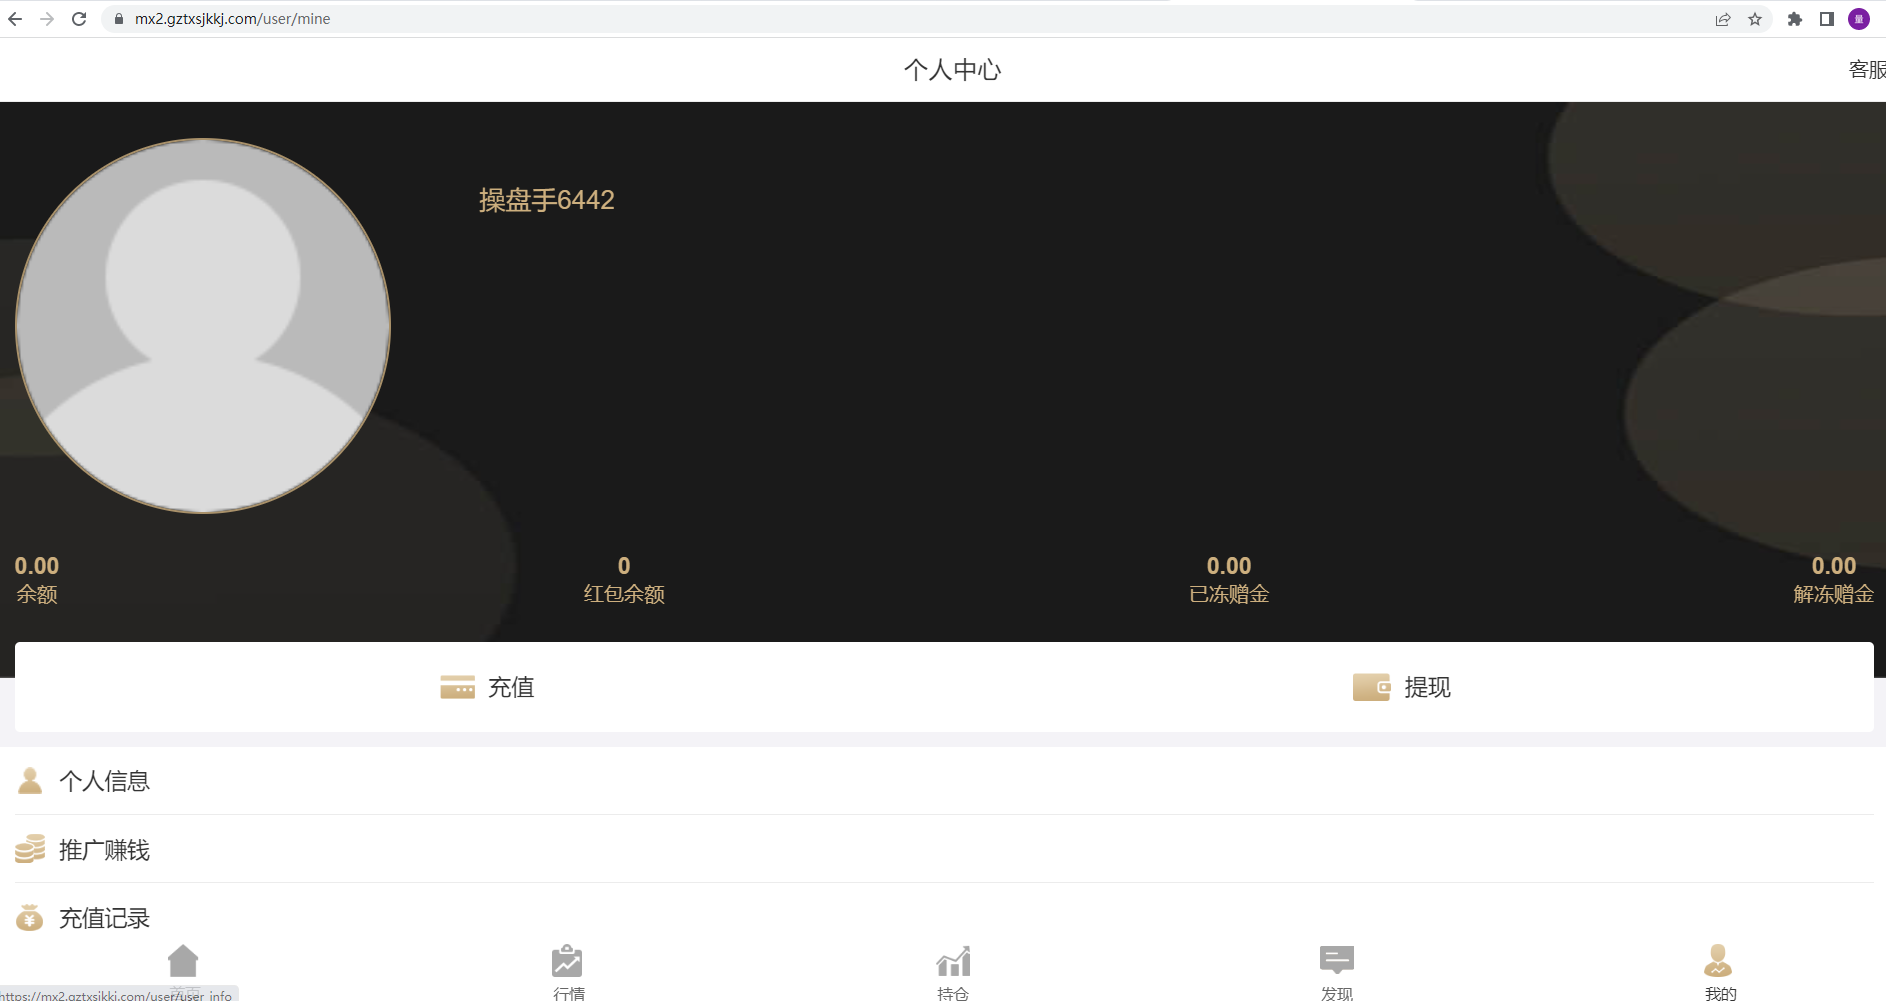 mx2.gztxsjkkj.com/user/mine
量
个人中心
客服
操盘手6442
0.00
余额
0
红包余额
0.00
已冻赠金
0.00
解冻赠金
充值
提现
个人信息
推广赚钱
充值记录
首页
行情
持仓
发现
我的
https://mx2.gztxsjkkj.com/user/user_info